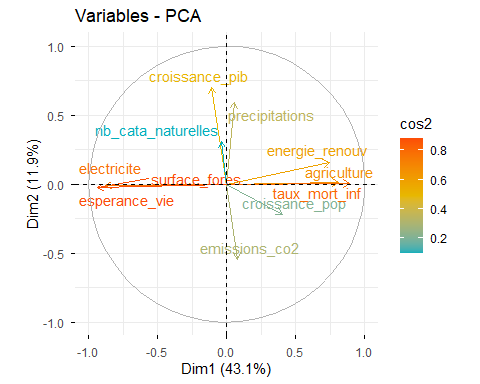 Variables - PCA
1.0
0.5
0.0
-0.5
-1.0
Dim2 (11.9%)
croissance_pib
precipitations
nb_cata_naturelles
energie_renouv
electricite
agriculture
surface_forets
taux_mort_inf
esperance_vie
croissance_pop
emissions_co2
-1.0 -0.5 0.0 0.5 1.0
Dim1 (43.1%)
cos2
0.8
0.6
0.4
0.2